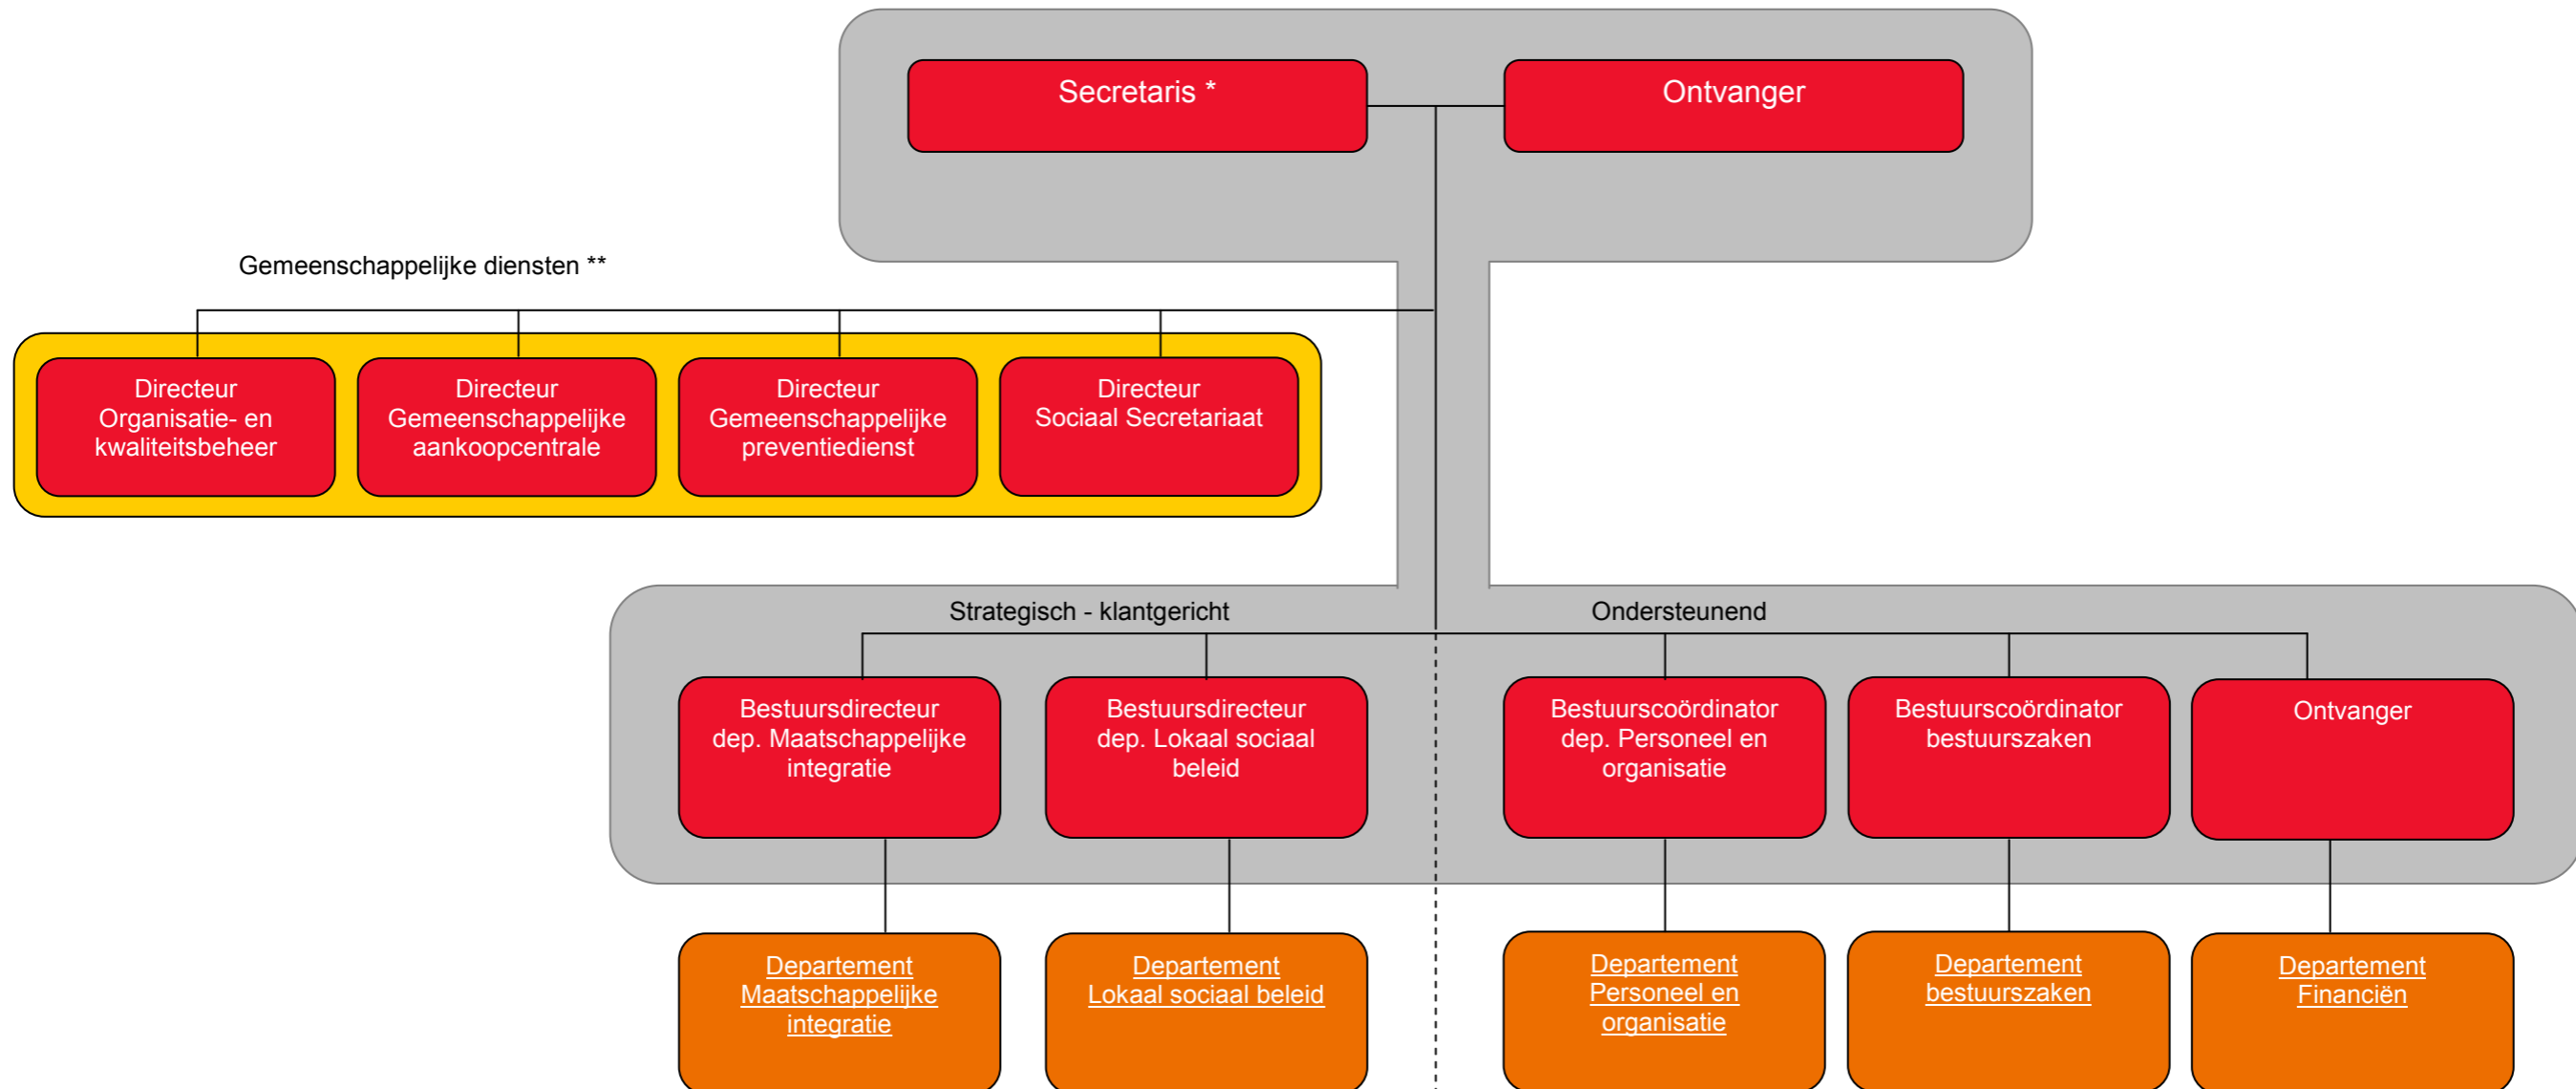 Secretaris *
Ontvanger
Gemeenschappelijke diensten **
Directeur
Organisatie- en
kwaliteitsbeheer
Directeur
Gemeenschappelijke
aankoopcentrale
Directeur
Gemeenschappelijke
preventiedienst
Directeur
Sociaal Secretariaat
Strategisch - klantgericht
Ondersteunend
Bestuursdirecteur
dep. Maatschappelijke
integratie
Bestuursdirecteur
dep. Lokaal sociaal
beleid
Bestuurscoördinator
dep. Personeel en
organisatie
Bestuurscoördinator
bestuurszaken
Ontvanger
Departement
Maatschappelijke
integratie
Departement
Lokaal sociaal beleid
Departement
Personeel en
organisatie
Departement
bestuurszaken
Departement
Financiën